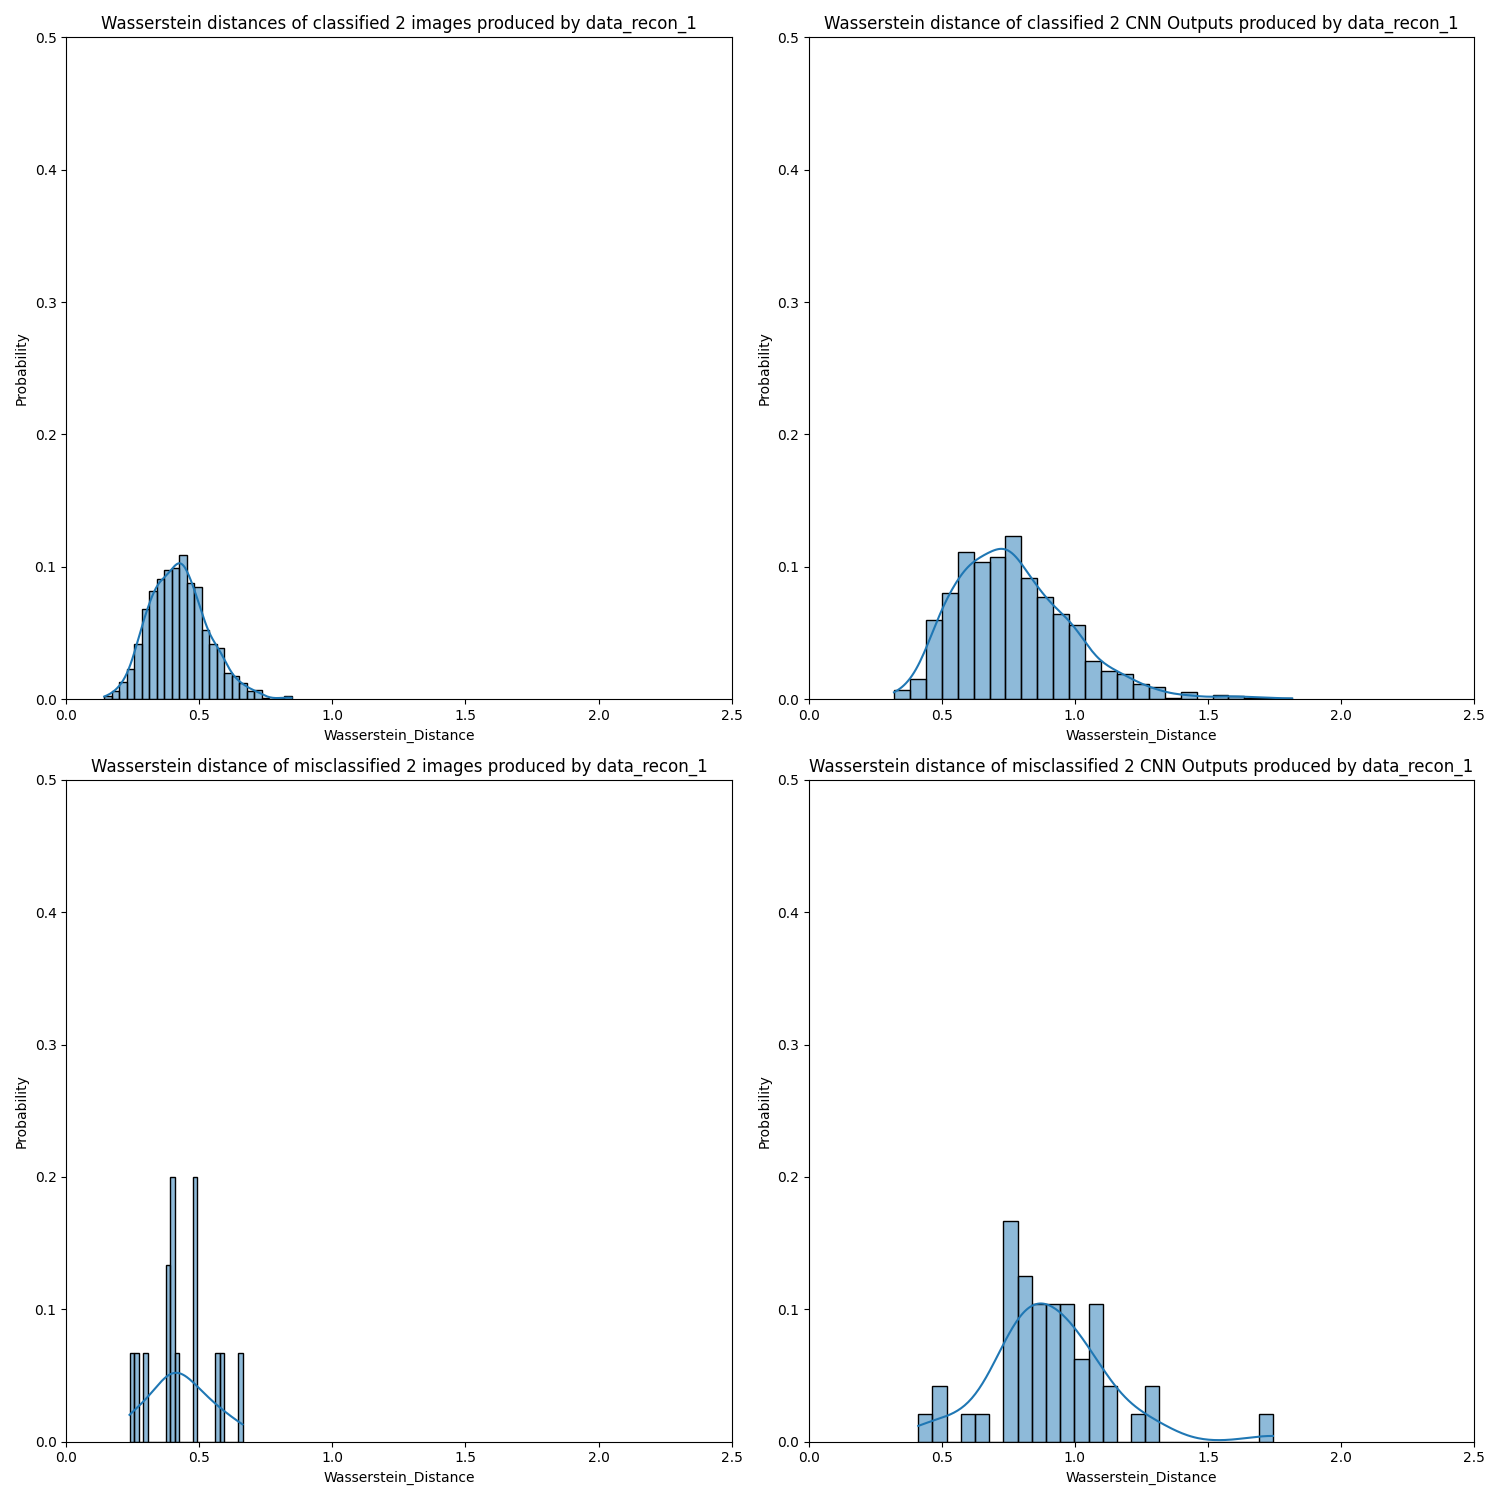 Wasserstein distances of classified 2 images produced by data_recon_1
0.5
0.4
0.3
0.2
0.1
0.0
Probability
0.0 0.5 1.0 1.5 2.0 2.5
Wasserstein_Distance
Wasserstein distance of classified 2 CNN Outputs produced by data_recon_1
0.5
0.4
0.3
0.2
0.1
0.0
Probability
0.0 0.5 1.0 1.5 2.0 2.5
Wasserstein_Distance
Wasserstein distance of misclassified 2 images produced by data_recon_1
0.5
0.4
0.3
0.2
0.1
0.0
Probability
0.0 0.5 1.0 1.5 2.0 2.5
Wasserstein_Distance
Wasserstein distance of misclassified 2 CNN Outputs produced by data_recon_1
0.5
0.4
0.3
0.2
0.1
0.0
Probability
0.0 0.5 1.0 1.5 2.0 2.5
Wasserstein_Distance